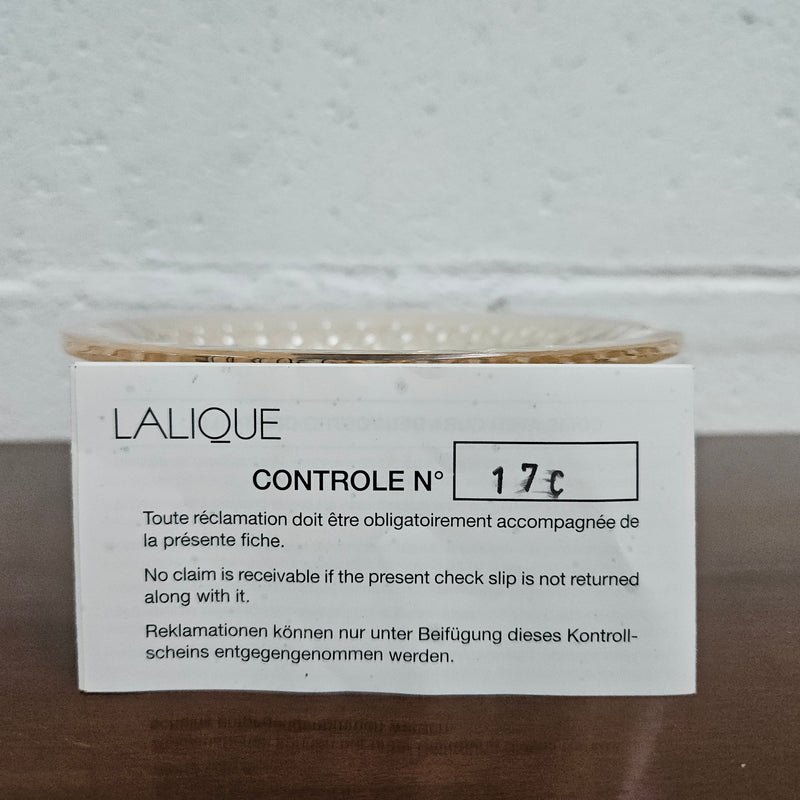 LALIQUE
CONTROLE N° 17C
Toute réclamation doit être obligatoirement accompagnée de
la présente fiche.
No claim is receivable if the present check slip is not returned
along with it.
Reklamationen können nur unter Beifügung dieses Kontroll-
scheins entgegengenommen werden.